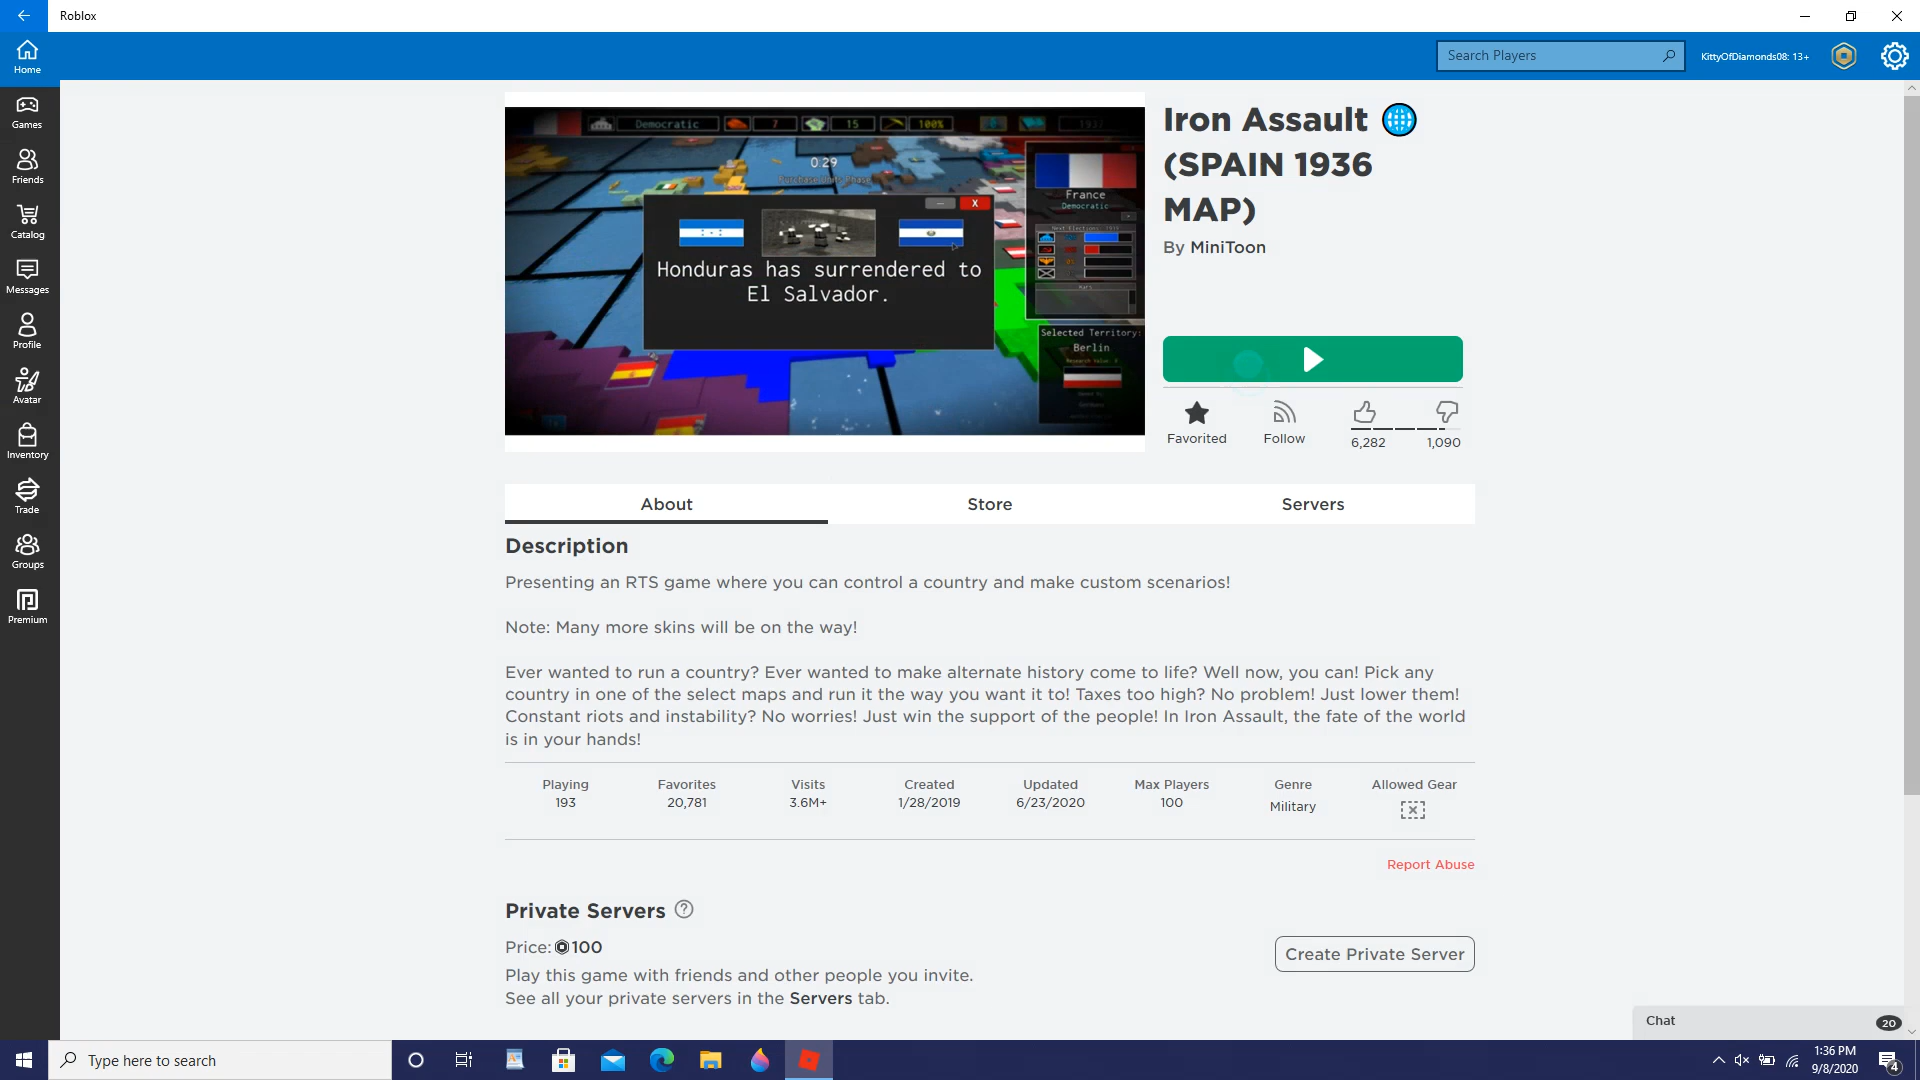 Roblox
Home
Search Players
KittyOfDiamonds08: 13+
Games
Friends
Catalog
Messages
Profile
Avatar
Inventory
Trade
Groups
Premium
Democratic
7
15
100%
1937
0:29
Purchase Units Phase
X
Honduras has surrendered to
El Salvador.
France
Democratic
Selected Territory:
Berlin
Iron Assault
(SPAIN 1936
MAP)
By MiniToon
Favorited
Follow
6,282
1,090
About
Store
Servers
Description
Presenting an RTS game where you can control a country and make custom scenarios!
Note: Many more skins will be on the way!
Ever wanted to run a country? Ever wanted to make alternate history come to life? Well now, you can! Pick any
country in one of the select maps and run it the way you want it to! Taxes too high? No problem! Just lower them!
Constant riots and instability? No worries! Just win the support of the people! In Iron Assault, the fate of the world
is in your hands!
Playing
193
Favorites
20,781
Visits
3.6M+
Created
1/28/2019
Updated
6/23/2020
Max Players
100
Genre
Military
Allowed Gear
Report Abuse
Private Servers
Price: 100
Create Private Server
Play this game with friends and other people you invite.
See all your private servers in the Servers tab.
Chat
20
Type here to search
1:36 PM
9/8/2020
4